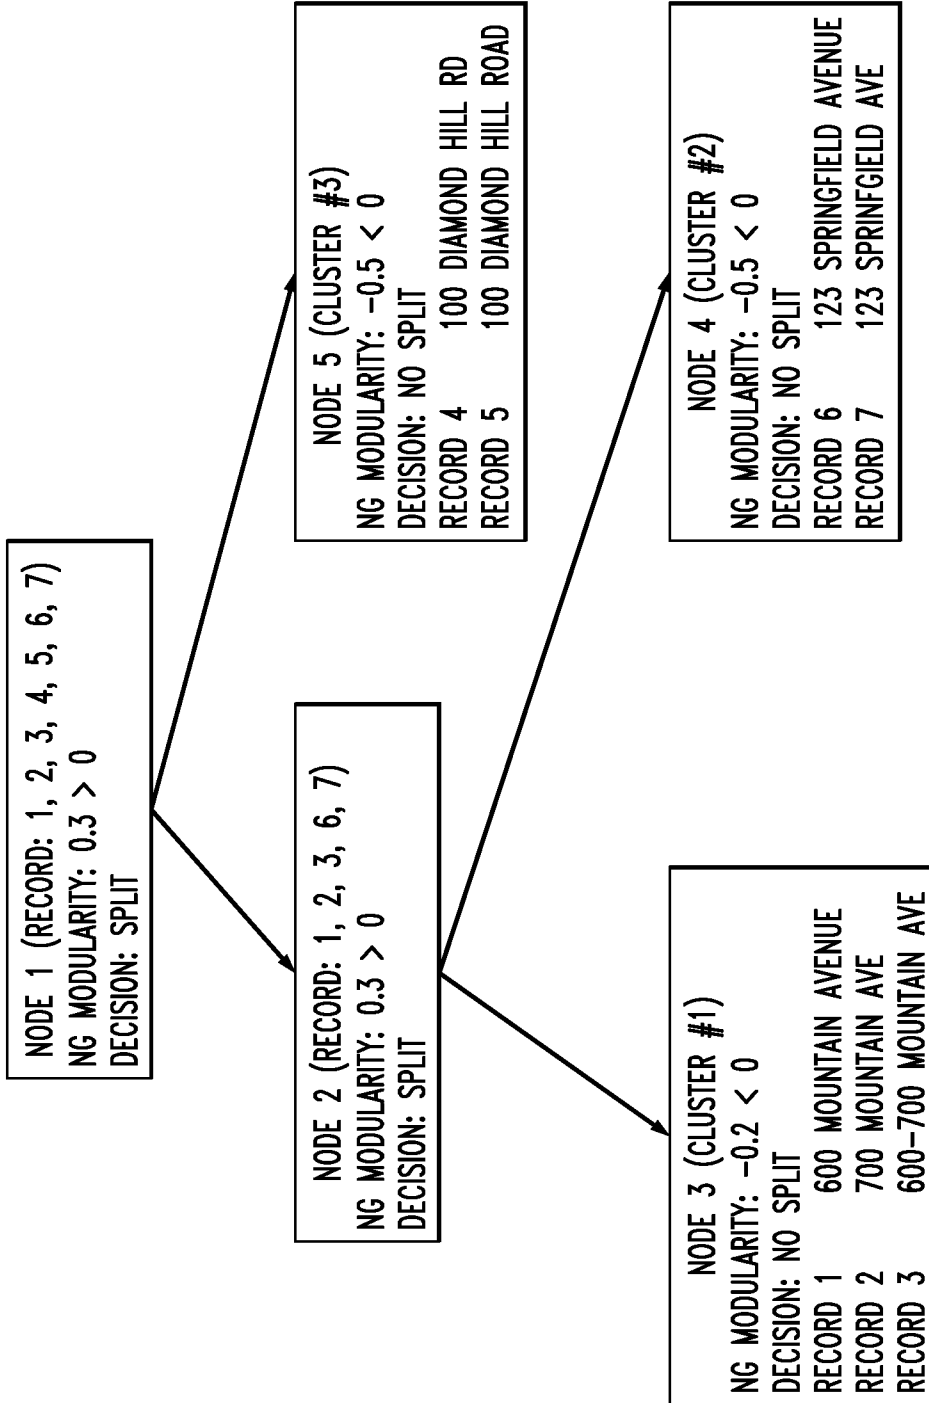 NODE 1 (RECORD: 1, 2, 3, 4, 5, 6, 7)
NG MODULARITY: 0.3 > 0
DECISION: SPLIT
NODE 2 (RECORD: 1, 2, 3, 6, 7)
NG MODULARITY: 0.3 > 0
DECISION: SPLIT
NODE 5 (CLUSTER #3)
NG MODULARITY: -0.5 < 0
DECISION: NO SPLIT
RECORD 4 100 DIAMOND HILL RD
RECORD 5 100 DIAMOND HILL ROAD
NODE 3 (CLUSTER #1)
NG MODULARITY: -0.2 < 0
DECISION: NO SPLIT
RECORD 1 600 MOUNTAIN AVENUE
RECORD 2 700 MOUNTAIN AVE
RECORD 3 600-700 MOUNTAIN AVE
NODE 4 (CLUSTER #2)
NG MODULARITY: -0.5 < 0
DECISION: NO SPLIT
RECORD 6 123 SPRINGFIELD AVENUE
RECORD 7 123 SPRINFGIELD AVE